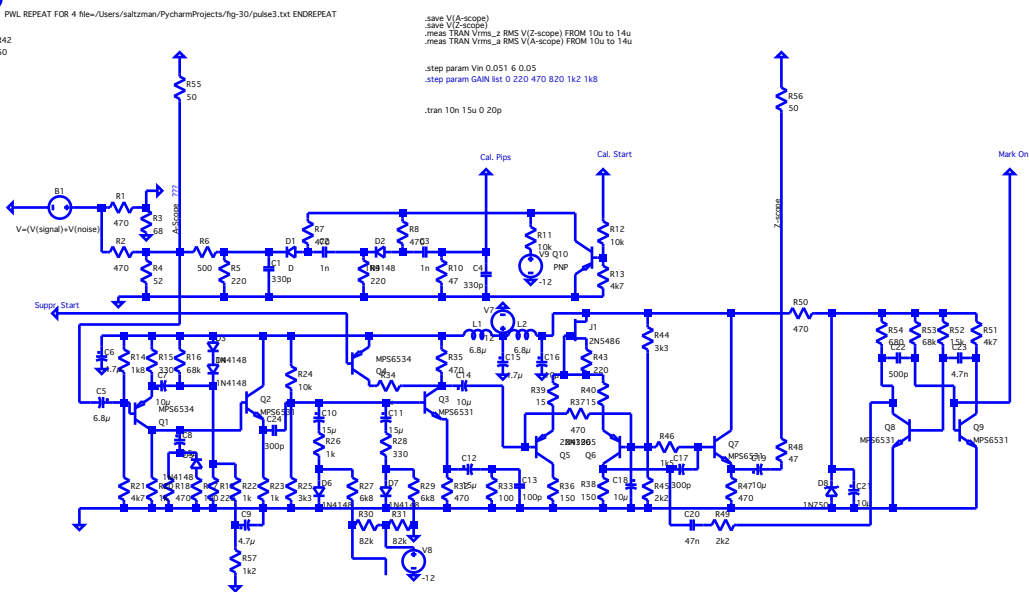 PWL REPEAT FOR 4 file=/Users/saltzman/PycharmProjects/fig-30/pulse3.txt ENDREPEAT
.save V(A-scope)
.save V(Z-scope)
.meas TRAN Vrms_z RMS V(Z-scope) FROM 10u to 14u
.meas TRAN Vrms_a RMS V(A-scope) FROM 10u to 14u
.step param Vin 0.051 6 0.05
.step param GAIN list 0 220 470 820 1k2 1k8
.tran 10n 15u 0 20p
R55
50
R56
50
Cal. Pips
Cal. Start
Mark On
B1
V=(V(signal)+V(noise)
R1
470
R3
68
A-Scope ???
Z-scope
R2
470
R4
52
R6
500
R5
220
C1
330p
D1
D
R7
1n
D2
220
R8
1n
R10
47
C4
330p
R11
10k
V9
-12
Q10
PNP
R12
10k
R13
4k7
Suppr. Start
C6
R14
1k8
R15
330
R16
68k
1N4148
C5
6.8µ
C7
10µ
MPS6534
Q1
C8
R21
4k7
R18
470
Q2
MPS6531
C24
300p
R22
1k
R23
1k
R24
10k
R25
3k3
C9
4.7µ
R57
1k2
C10
15µ
R26
1k
D6
1N4148
R27
6k8
C11
15µ
R28
330
D7
R29
6k8
R30
82k
R31
82k
V8
-12
MPS6534
R34
10k
R35
470
Q3
MPS6531
C14
10µ
C12
R33
100
C13
100p
L1
6.8µ
V7
L2
6.8µ
C15
C16
J1
2N5486
R43
220
R39
15
R40
R37
15
470
Q5
Q6
R36
150
R38
150
C18
10µ
R44
3k3
R45
2k2
R46
C17
300p
Q7
R47
470
10µ
R48
47
C20
47n
R49
2k2
R50
470
D8
C21
R54
680
R53
68k
R52
15k
R51
4k7
C22
500p
C23
4.7n
Q8
MPS6531
Q9
MPS6531